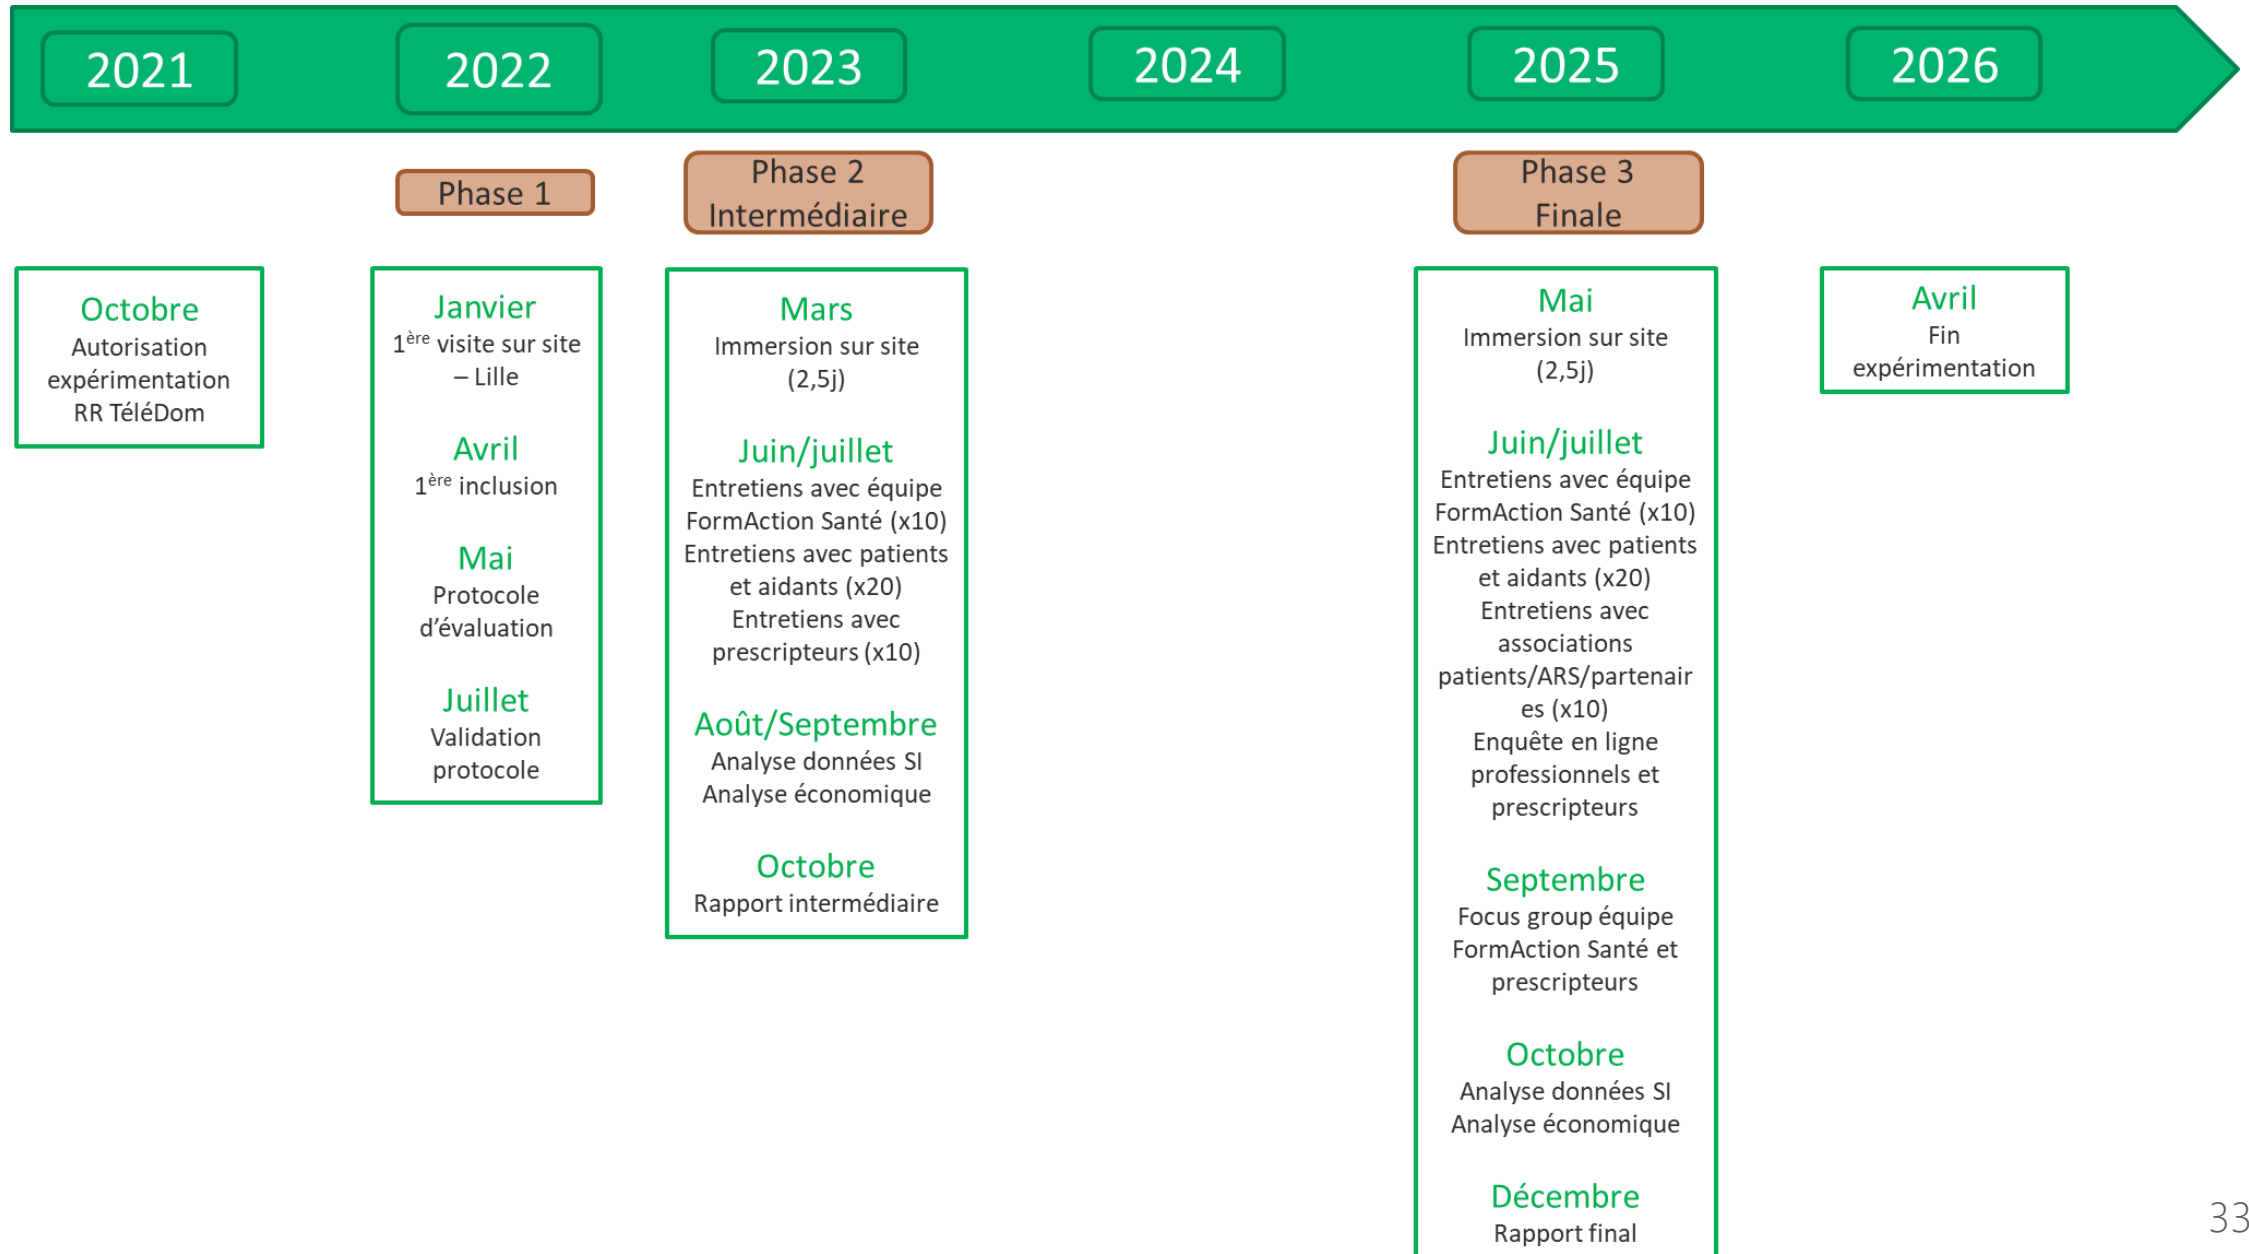 2021
2022
2023
2024
2025
2026
Phase 1
Phase 2
Intermédiaire
Phase 3
Finale
Octobre
Autorisation
expérimentation
RR TéléDom
Janvier
1ère visite sur site
– Lille
Avril
1ère inclusion
Mai
Protocole
d’évaluation
Juillet
Validation
protocole
Mars
Immersion sur site
(2,5j)
Juin/juillet
Entretiens avec équipe
FormAction Santé (x10)
Entretiens avec patients
et aidants (x20)
Entretiens avec
prescripteurs (x10)
Août/Septembre
Analyse données SI
Analyse économique
Octobre
Rapport intermédiaire
Mai
Immersion sur site
(2,5j)
Juin/juillet
Entretiens avec équipe
FormAction Santé (x10)
Entretiens avec patients
et aidants (x20)
Entretiens avec
associations
patients/ARS/partenair
es (x10)
Enquête en ligne
professionnels et
prescripteurs
Septembre
Focus group équipe
FormAction Santé et
prescripteurs
Octobre
Analyse données SI
Analyse économique
Décembre
Rapport final
Avril
Fin
expérimentation
33